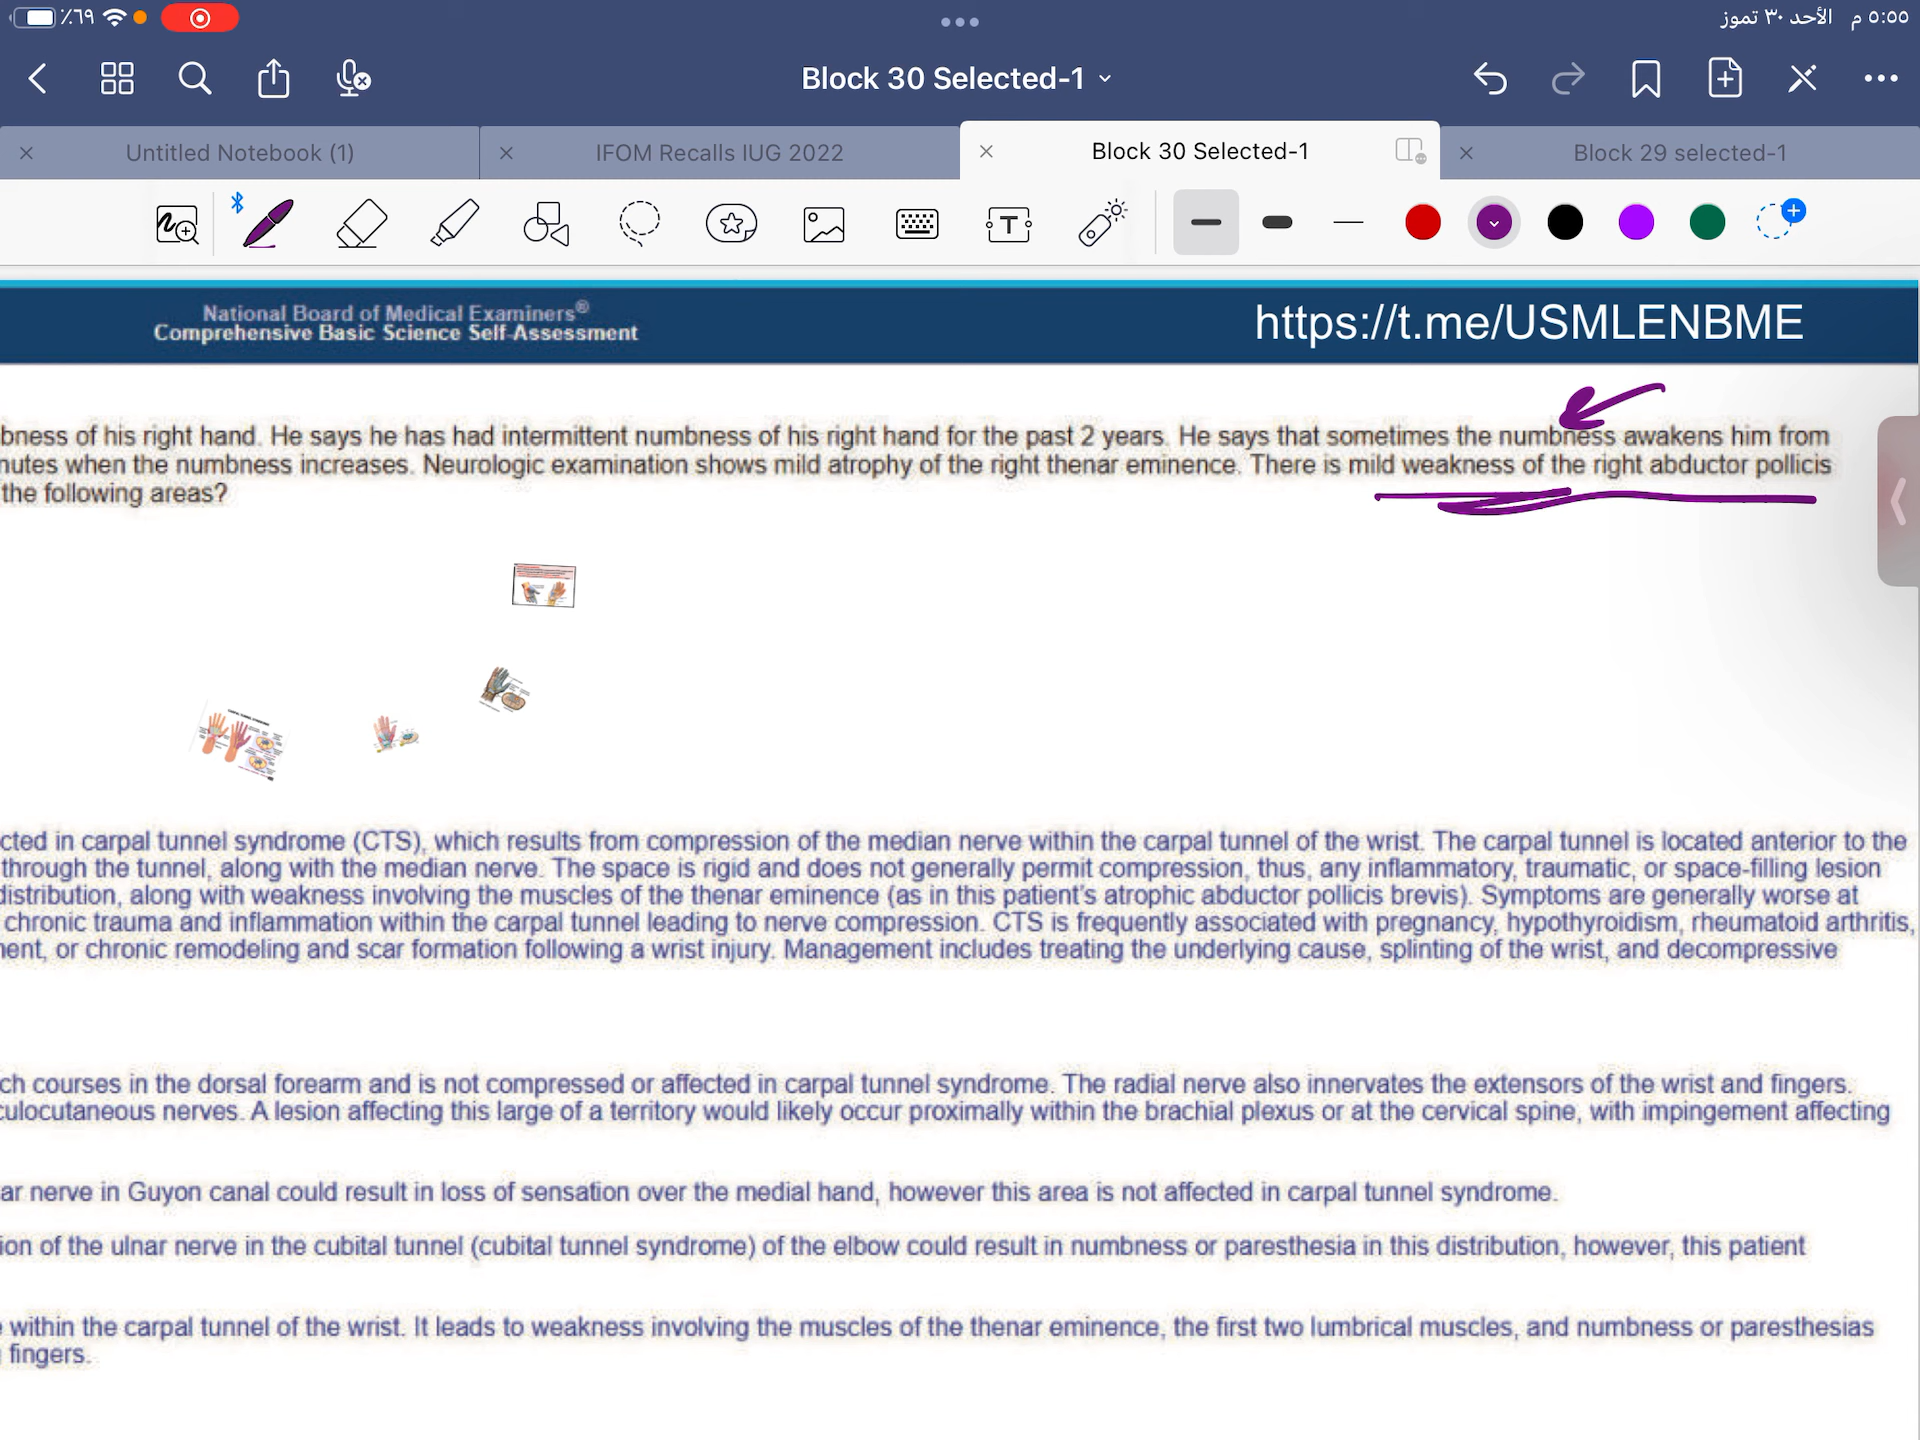 ٪٦٩
٥:٥٥ م الأحد ٣٠ تموز
Block 30 Selected-1
Untitled Notebook (1)
IFOM Recalls IUG 2022
Block 30 Selected-1
Block 29 selected-1
National Board of Medical Examiners®
Comprehensive Basic Science Self-Assessment
https://t.me/USMLENBME
bness of his right hand. He says he has had intermittent numbness of his right hand for the past 2 years. He says that sometimes the numbness awakens him from
nutes when the numbness increases. Neurologic examination shows mild atrophy of the right thenar eminence. There is mild weakness of the right abductor pollicis
the following areas?
cted in carpal tunnel syndrome (CTS), which results from compression of the median nerve within the carpal tunnel of the wrist. The carpal tunnel is located anterior to the
through the tunnel, along with the median nerve. The space is rigid and does not generally permit compression, thus, any inflammatory, traumatic, or space-filling lesion
distribution, along with weakness involving the muscles of the thenar eminence (as in this patient's atrophic abductor pollicis brevis). Symptoms are generally worse at
chronic trauma and inflammation within the carpal tunnel leading to nerve compression. CTS is frequently associated with pregnancy, hypothyroidism, rheumatoid arthritis,
ent, or chronic remodeling and scar formation following a wrist injury. Management includes treating the underlying cause, splinting of the wrist, and decompressive
ch courses in the dorsal forearm and is not compressed or affected in carpal tunnel syndrome. The radial nerve also innervates the extensors of the wrist and fingers.
culocutaneous nerves. A lesion affecting this large of a territory would likely occur proximally within the brachial plexus or at the cervical spine, with impingement affecting
ar nerve in Guyon canal could result in loss of sensation over the medial hand, however this area is not affected in carpal tunnel syndrome.
ion of the ulnar nerve in the cubital tunnel (cubital tunnel syndrome) of the elbow could result in numbness or paresthesia in this distribution, however, this patient
within the carpal tunnel of the wrist. It leads to weakness involving the muscles of the thenar eminence, the first two lumbrical muscles, and numbness or paresthesias
fingers.